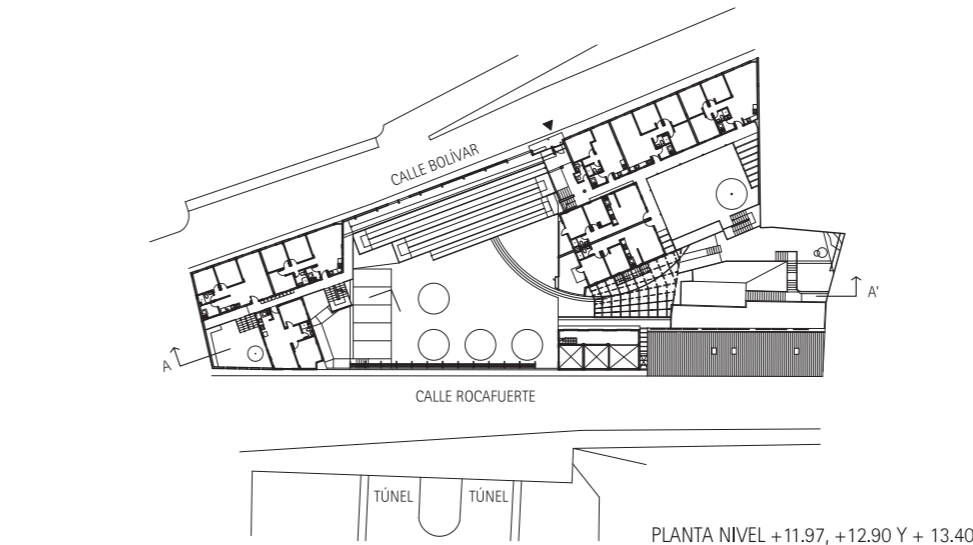 CALLE BOLÍVAR
A'
A
CALLE ROCAFUERTE
TÚNEL TÚNEL
PLANTA NIVEL +11.97, +12.90 Y + 13.40